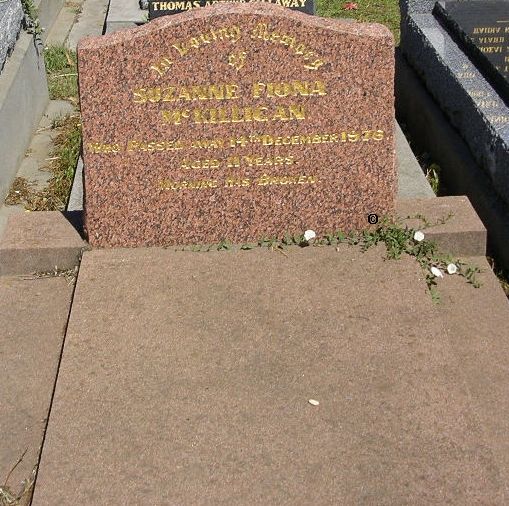 THOMAS
In Loving Memory
of
SUZANNE FIONA
McKILLIGAN
WHO PASSED AWAY 14TH DECEMBER 1976
AGED 11 YEARS
MORNING HAS BROKEN